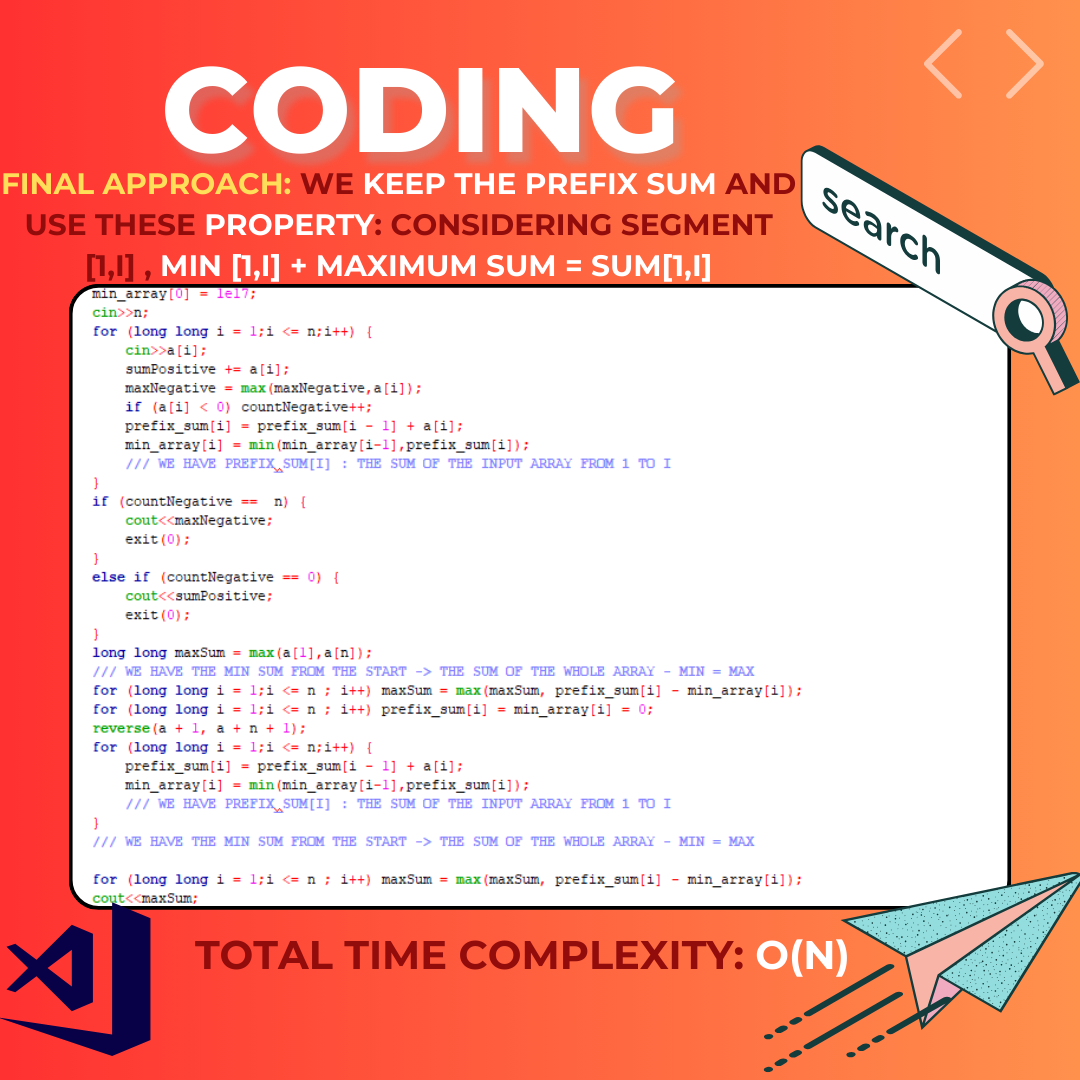 CODING
FINAL APPROACH: WE KEEP THE PREFIX SUM AND
USE THESE PROPERTY: CONSIDERING SEGMENT
[1,I] , MIN [1,I] + MAXIMUM SUM = SUM[1,I]
search
min_array[0] = 1e17;
cin>>n;
for (long long i = 1;i <= n;i++) {
    cin>>a[i];
    sumPositive += a[i];
    maxNegative = max(maxNegative,a[i]);
    if (a[i] < 0) countNegative++;
    prefix_sum[i] = prefix_sum[i - 1] + a[i];
    min_array[i] = min(min_array[i-1],prefix_sum[i]);
    /// WE HAVE PREFIX_SUM[I] : THE SUM OF THE INPUT ARRAY FROM 1 TO I
}
if (countNegative ==  n) {
    cout<<maxNegative;
    exit(0);
}
else if (countNegative == 0) {
    cout<<sumPositive;
    exit(0);
}
long long maxSum = max(a[1],a[n]);
/// WE HAVE THE MIN SUM FROM THE START -> THE SUM OF THE WHOLE ARRAY - MIN = MAX
for (long long i = 1;i <= n ; i++) maxSum = max(maxSum, prefix_sum[i] - min_array[i]);
for (long long i = 1;i <= n ; i++) prefix_sum[i] = min_array[i] = 0;
reverse(a + 1, a + n + 1);
for (long long i = 1;i <= n;i++) {
    prefix_sum[i] = prefix_sum[i - 1] + a[i];
    min_array[i] = min(min_array[i-1],prefix_sum[i]);
    /// WE HAVE PREFIX_SUM[I] : THE SUM OF THE INPUT ARRAY FROM 1 TO I
}
/// WE HAVE THE MIN SUM FROM THE START -> THE SUM OF THE WHOLE ARRAY - MIN = MAX
for (long long i = 1;i <= n ; i++) maxSum = max(maxSum, prefix_sum[i] - min_array[i]);
cout<<maxSum;
TOTAL TIME COMPLEXITY: O(N)